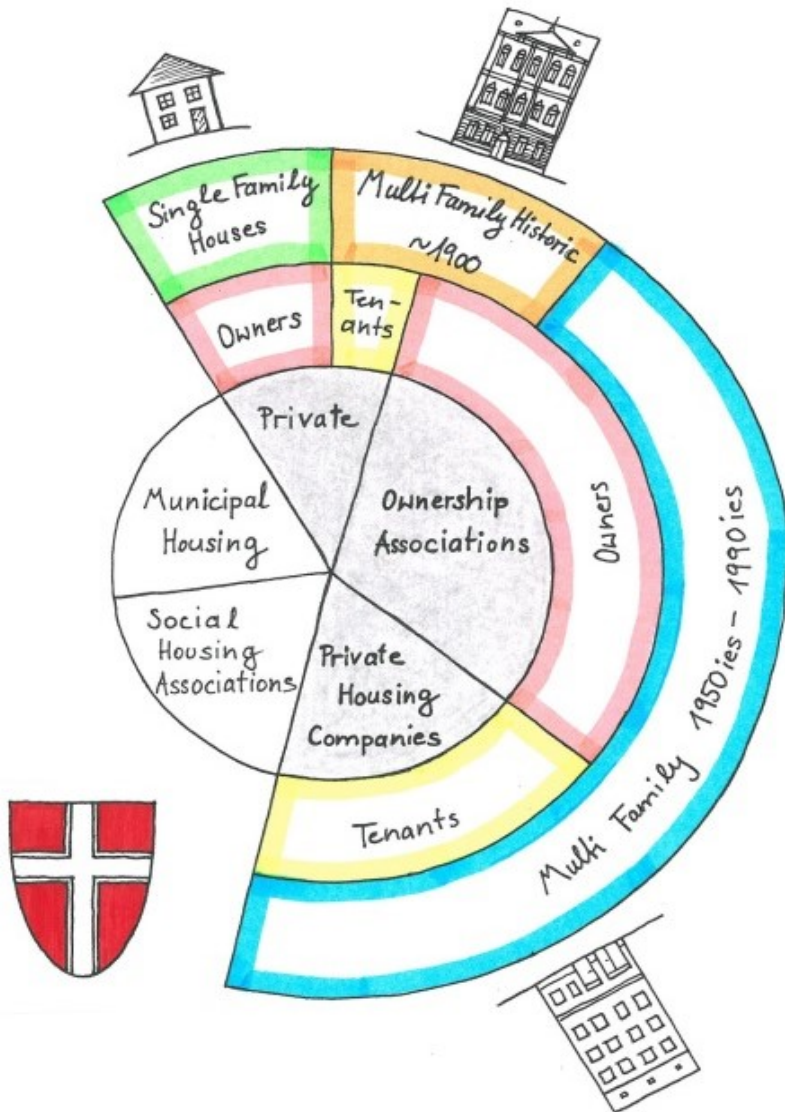 Single Family
Houses
Multi Family Historic
~1900
Owners
Ten-
ants
Private
Municipal
Housing
Ownership
Associations
Owners
Social
Housing
Associations
Private
Housing
Companies
Tenants
Multi Family 1950ies - 1990ies